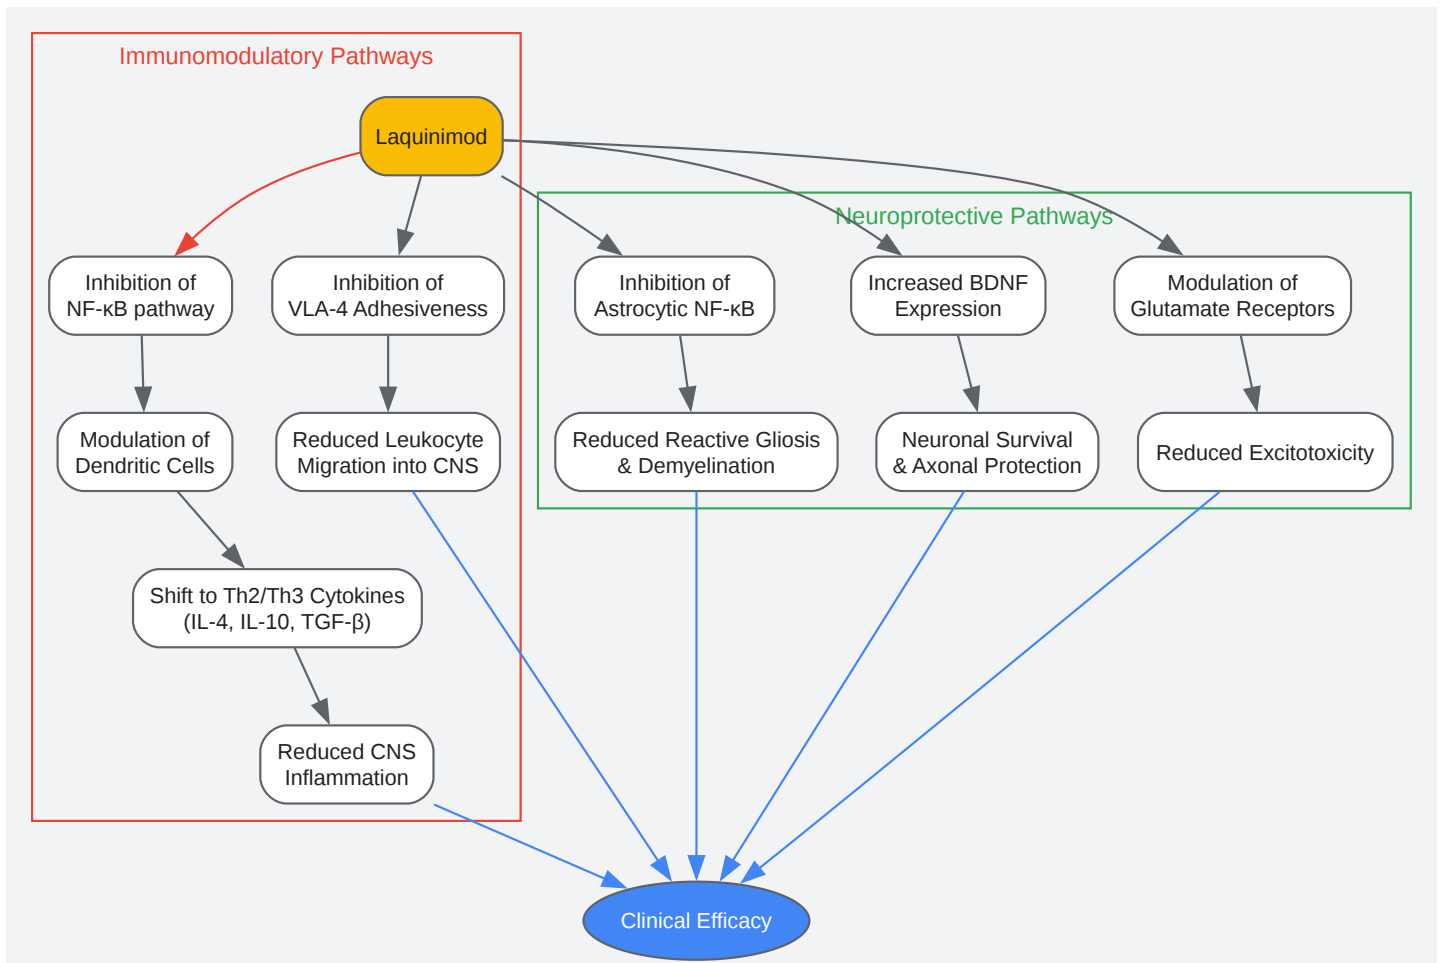 Immunomodulatory Pathways
Laquinimod
Neuroprotective Pathways
Inhibition of
NF-κB pathway
Inhibition of
VLA-4 Adhesiveness
Inhibition of
Astrocytic NF-κB
Increased BDNF
Expression
Modulation of
Glutamate Receptors
Modulation of
Dendritic Cells
Reduced Leukocyte
Migration into CNS
Reduced Reactive Gliosis
& Demyelination
Neuronal Survival
& Axonal Protection
Reduced Excitotoxicity
Shift to Th2/Th3 Cytokines
(IL-4, IL-10, TGF-β)
Reduced CNS
Inflammation
Clinical Efficacy